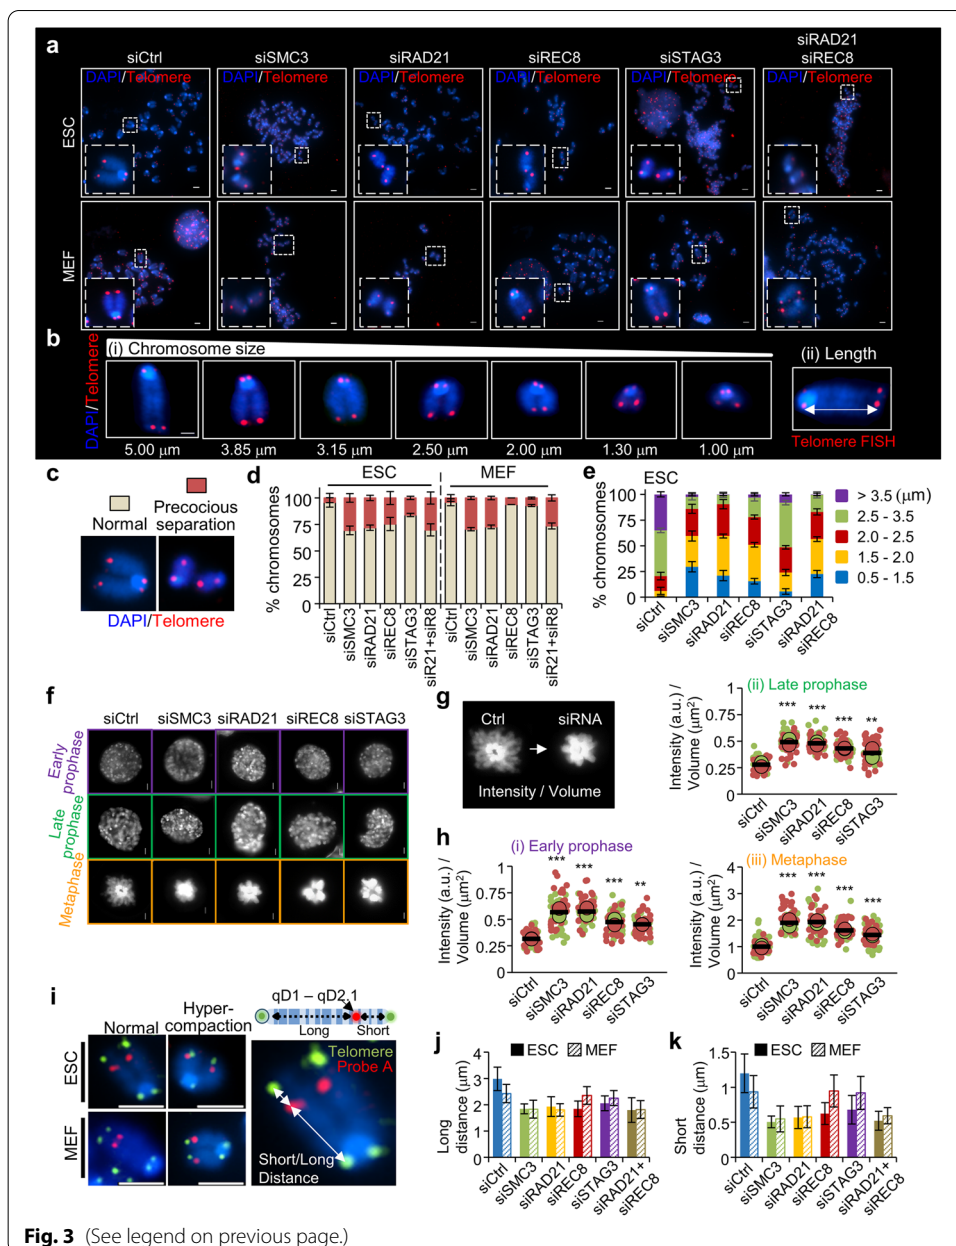 a
siCtrl
siSMC3
siRAD21
siREC8
siSTAG3
siRAD21
siREC8
DAPI/Telomere
DAPI/Telomere
DAPI/Telomere
DAPI/Telomere
DAPI/Telomere
DAPI/Telomere
ESC
MEF
b
(i) Chromosome size
(ii) Length
DAPI/Telomere
5.00 µm
3.85 µm
3.15 µm
2.50 µm
2.00 µm
1.30 µm
1.00 µm
Telomere FISH
c
Normal
Precocious
separation
DAPI/Telomere
d
ESC
MEF
% chromosomes
100
75
50
25
0
siCtrl
siSMC3
siRAD21
siREC8
siSTAG3
siR21+siR8
siCtrl
siSMC3
siRAD21
siREC8
siSTAG3
siR21+siR8
e
ESC
% chromosomes
100
75
50
25
0
siCtrl
siSMC3
siRAD21
siREC8
siSTAG3
siRAD21
siREC8
> 3.5 (µm)
2.5 - 3.5
2.0 - 2.5
1.5 - 2.0
0.5 - 1.5
f
siCtrl
siSMC3
siRAD21
siREC8
siSTAG3
Early
prophase
Late
prophase
Metaphase
g
Ctrl
siRNA
Intensity / Volume
(ii) Late prophase
Intensity (a.u.) /
Volume (µm²)
1
0.75
0.5
0.25
0
***
***
***
**
siCtrl
siSMC3
siRAD21
siREC8
siSTAG3
h
(i) Early prophase
Intensity (a.u.) /
Volume (µm²)
1
0.75
0.5
0.25
0
***
***
***
**
siCtrl
siSMC3
siRAD21
siREC8
siSTAG3
(iii) Metaphase
Intensity (a.u.) /
Volume (µm²)
4
3
2
1
0
***
***
***
***
siCtrl
siSMC3
siRAD21
siREC8
siSTAG3
i
Normal
Hyper-
compaction
ESC
MEF
qD1 – qD2.1
Long
Short
Telomere
Probe A
Short/Long
Distance
j
ESC
MEF
Long
distance (µm)
4
3
2
1
0
siCtrl
siSMC3
siRAD21
siREC8
siSTAG3
siRAD21+
siREC8
k
ESC
MEF
Short
distance (µm)
1.5
1
0.5
0
siCtrl
siSMC3
siRAD21
siREC8
siSTAG3
siRAD21+
siREC8
Fig. 3 (See legend on previous page.)